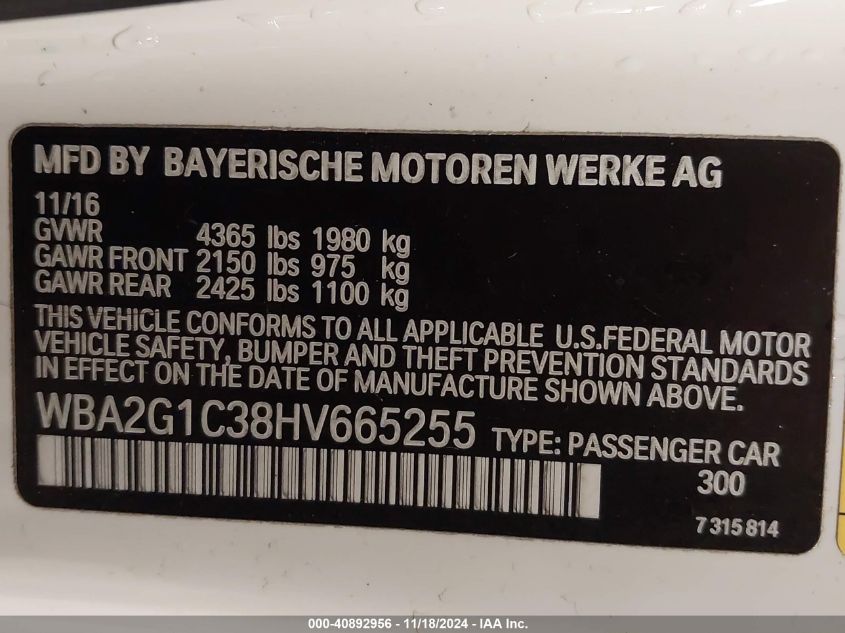 MFD BY BAYERISCHE MOTOREN WERKE AG
11/16
GVWR 4365 lbs 1980 kg
GAWR FRONT 2150 lbs 975 kg
GAWR REAR 2425 lbs 1100 kg
THIS VEHICLE CONFORMS TO ALL APPLICABLE U.S.FEDERAL MOTOR
VEHICLE SAFETY, BUMPER AND THEFT PREVENTION STANDARDS
IN EFFECT ON THE DATE OF MANUFACTURE SHOWN ABOVE.
WBA2G1C38HV665255 TYPE: PASSENGER CAR
300
7 315 814
000-40892956 - 11/18/2024 - IAA Inc.